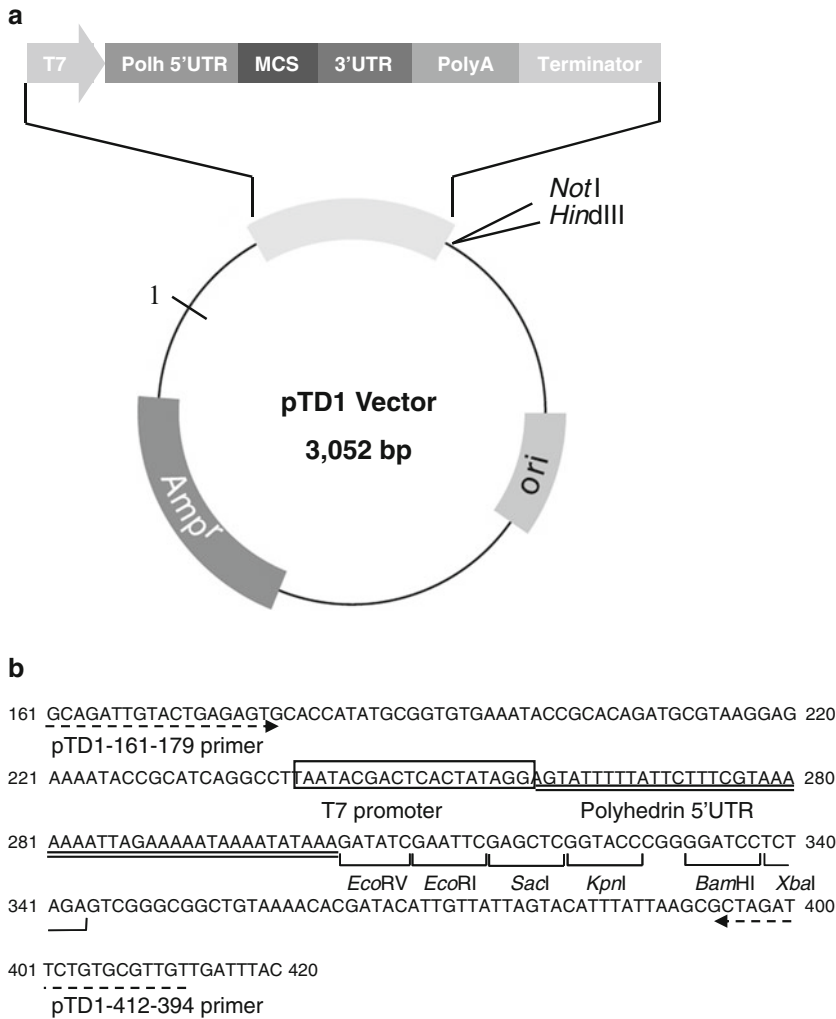 a
T7 Polh 5'UTR MCS 3'UTR PolyA Terminator
NotI
HindIII
1
pTD1 Vector
3,052 bp
ori
Ampr
b
161 GCAGATTGTACTGAGAGTGCACCATATGCGGTGTGAAATACCGCACAGATGCGTAAGGAG 220
pTD1-161-179 primer
221 AAAATACCGCATCAGGCCTTAATACGACTCACTATAGGAGTATTTTTATTCTTTCGTAAA 280
T7 promoter Polyhedrin 5'UTR
281 AAAATTAGAAAAATAAAATATAAAGATATCGAATTCGAGCTCGGTACCCGGGGATCCTCT 340
EcoRV EcoRI SacI KpnI BamHI XbaI
341 AGAGTCGGGCGGCTGTAAAACACGATACATTGTTATTAGTACATTTATTAAGCGCTAGAT 400
401 TCTGTGCGTTGTTGATTTAC 420
pTD1-412-394 primer